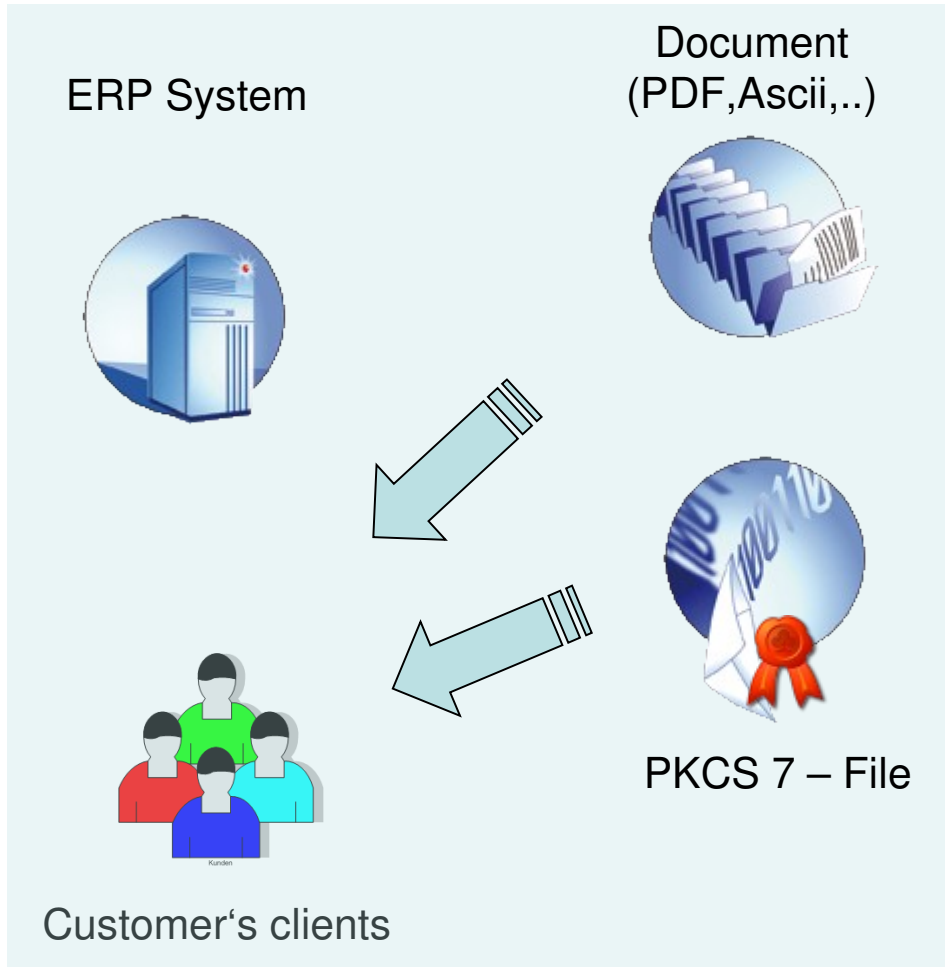 Document
(PDF,Ascii,..)
ERP System
PKCS 7 – File
Kunden
Customer‘s clients